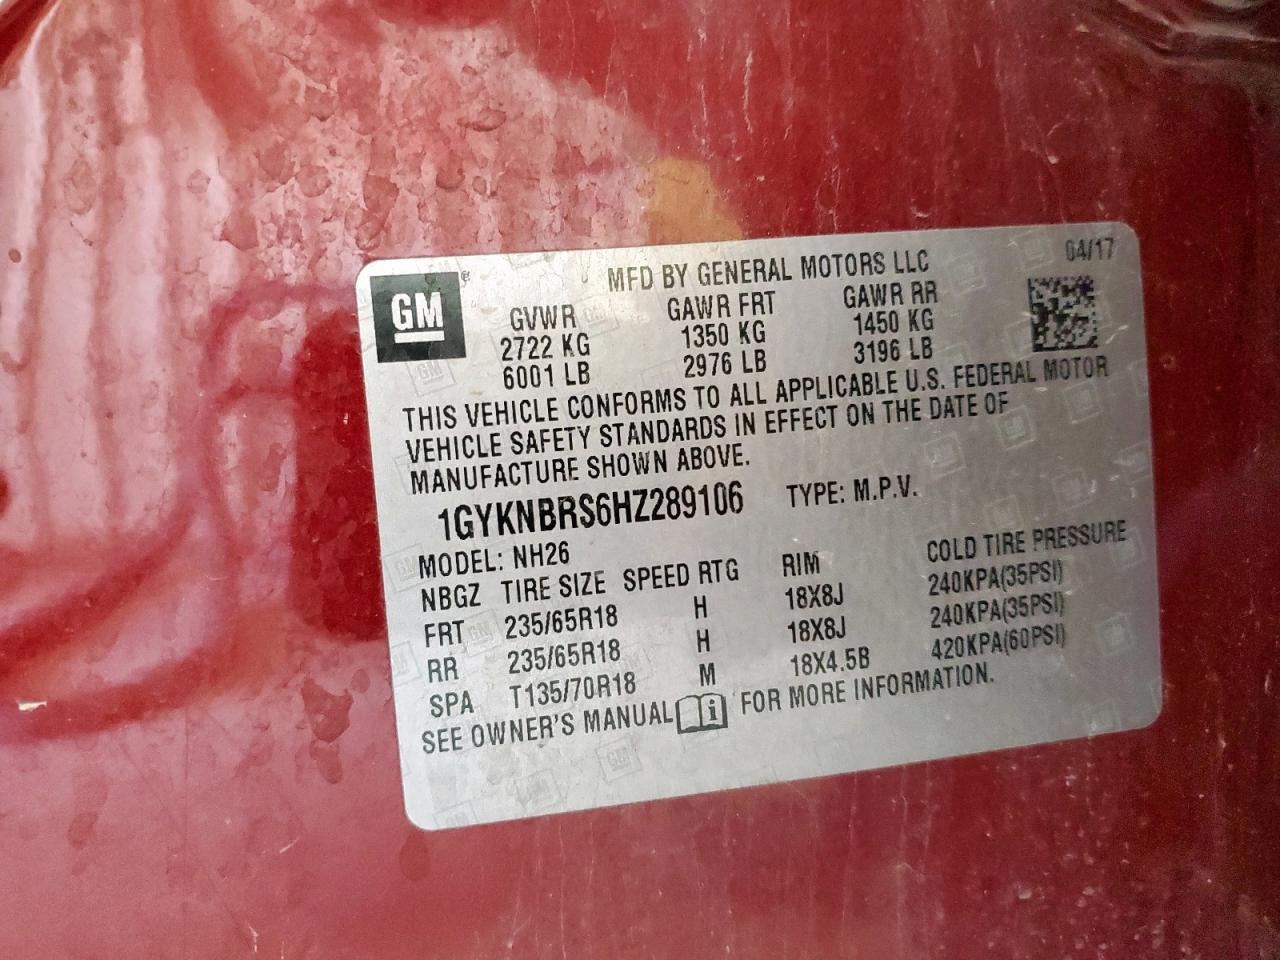 GM®
MFD BY GENERAL MOTORS LLC 04/17
GVWR GAWR FRT GAWR RR
2722 KG 1350 KG 1450 KG
6001 LB 2976 LB 3196 LB
THIS VEHICLE CONFORMS TO ALL APPLICABLE U.S. FEDERAL MOTOR
VEHICLE SAFETY STANDARDS IN EFFECT ON THE DATE OF
MANUFACTURE SHOWN ABOVE.
1GYKNBRS6HZ289106 TYPE: M.P.V.
MODEL: NH26
NBGZ TIRE SIZE SPEED RTG RIM COLD TIRE PRESSURE
FRT 235/65R18 H 18X8J 240KPA(35PSI)
RR 235/65R18 H 18X8J 240KPA(35PSI)
SPA T135/70R18 M 18X4.5B 420KPA(60PSI)
SEE OWNER'S MANUAL i FOR MORE INFORMATION.